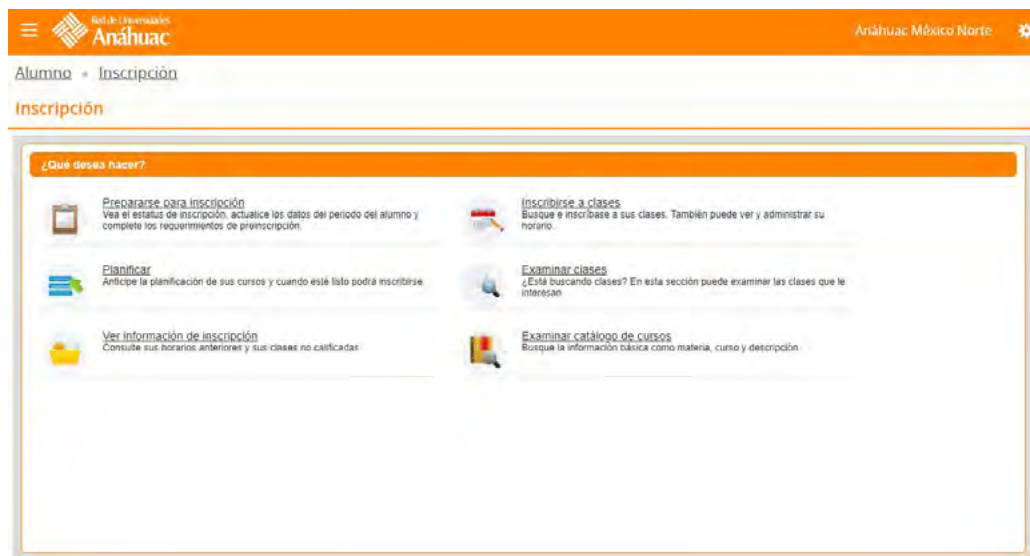 Red de Universidades
Anáhuac
Anáhuac México Norte
Alumno • Inscripción
Inscripción
¿Qué desea hacer?
Prepararse para inscripción
Vea el estatus de inscripción, actualice los datos del periodo del alumno y
complete los requerimientos de preinscripción.
Inscribirse a clases
Busque e inscríbase a sus clases. También puede ver y administrar su
horario.
Planificar
Anticipe la planificación de sus cursos y cuando esté listo podrá inscribirse
Examinar clases
¿Está buscando clases? En esta sección puede examinar las clases que le
interesan
Ver información de inscripción
Consulte sus horarios anteriores y sus clases no calificadas
Examinar catálogo de cursos
Busque la información básica como materia, curso y descripción